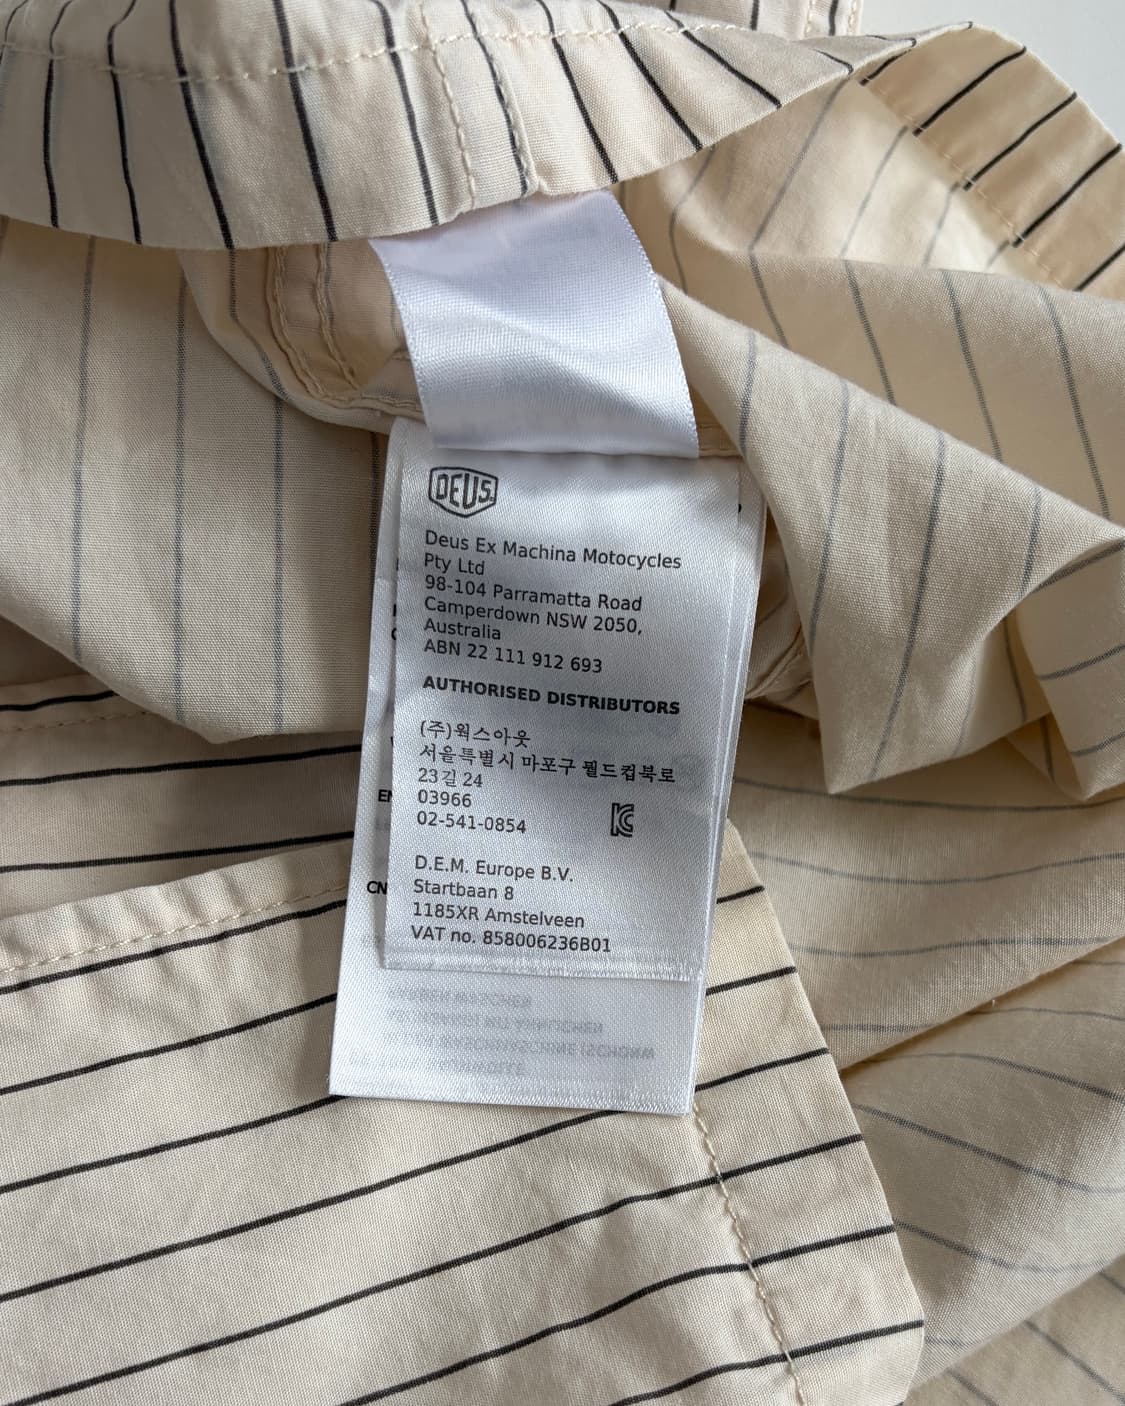 DEUS.
Deus Ex Machina Motocycles
Pty Ltd
98-104 Parramatta Road
Camperdown NSW 2050,
Australia
ABN 22 111 912 693
AUTHORISED DISTRIBUTORS
(주)웍스아웃
서울특별시 마포구 월드컵북로
23길 24
03966
02-541-0854
D.E.M. Europe B.V.
Startbaan 8
1185XR Amstelveen
VAT no. 858006236B01
EN
CN